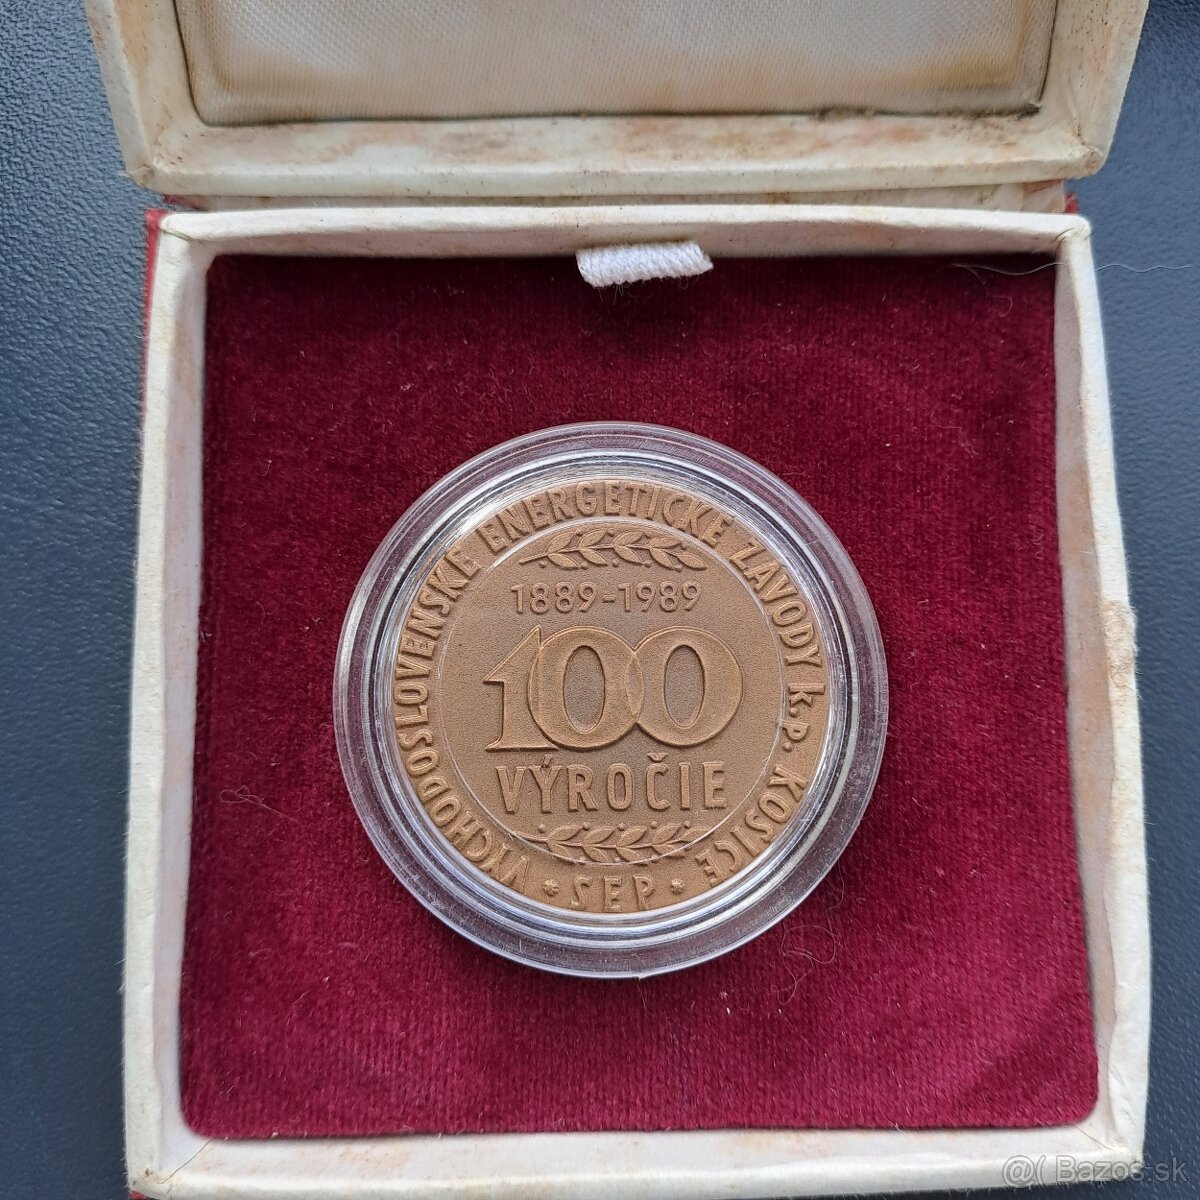 VÝCHODOSLOVENSKÉ ENERGETICKÉ ZÁVODY k.p. KOŠICE
1889-1989
100
VÝROČIE
* SEP *
@( Bazos.sk